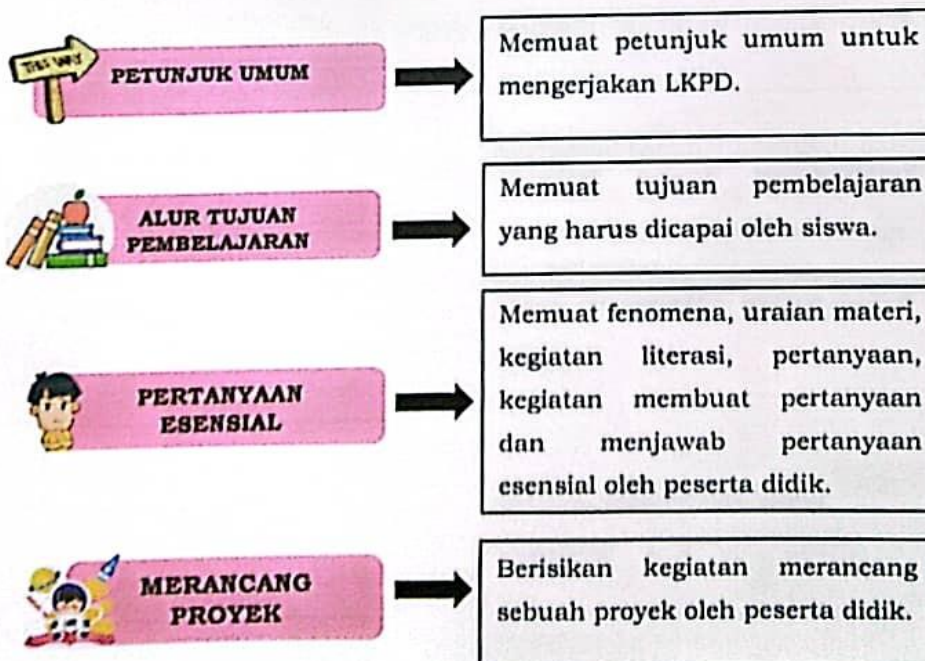 THIS WAY
PETUNJUK UMUM
Memuat petunjuk umum untuk
mengerjakan LKPD.
ALUR TUJUAN
PEMBELAJARAN
Memuat tujuan pembelajaran
yang harus dicapai oleh siswa.
PERTANYAAN
ESENSIAL
Memuat fenomena, uraian materi,
kegiatan literasi, pertanyaan,
kegiatan membuat pertanyaan
dan menjawab pertanyaan
esensial oleh peserta didik.
MERANCANG
PROYEK
Berisikan kegiatan merancang
sebuah proyek oleh peserta didik.